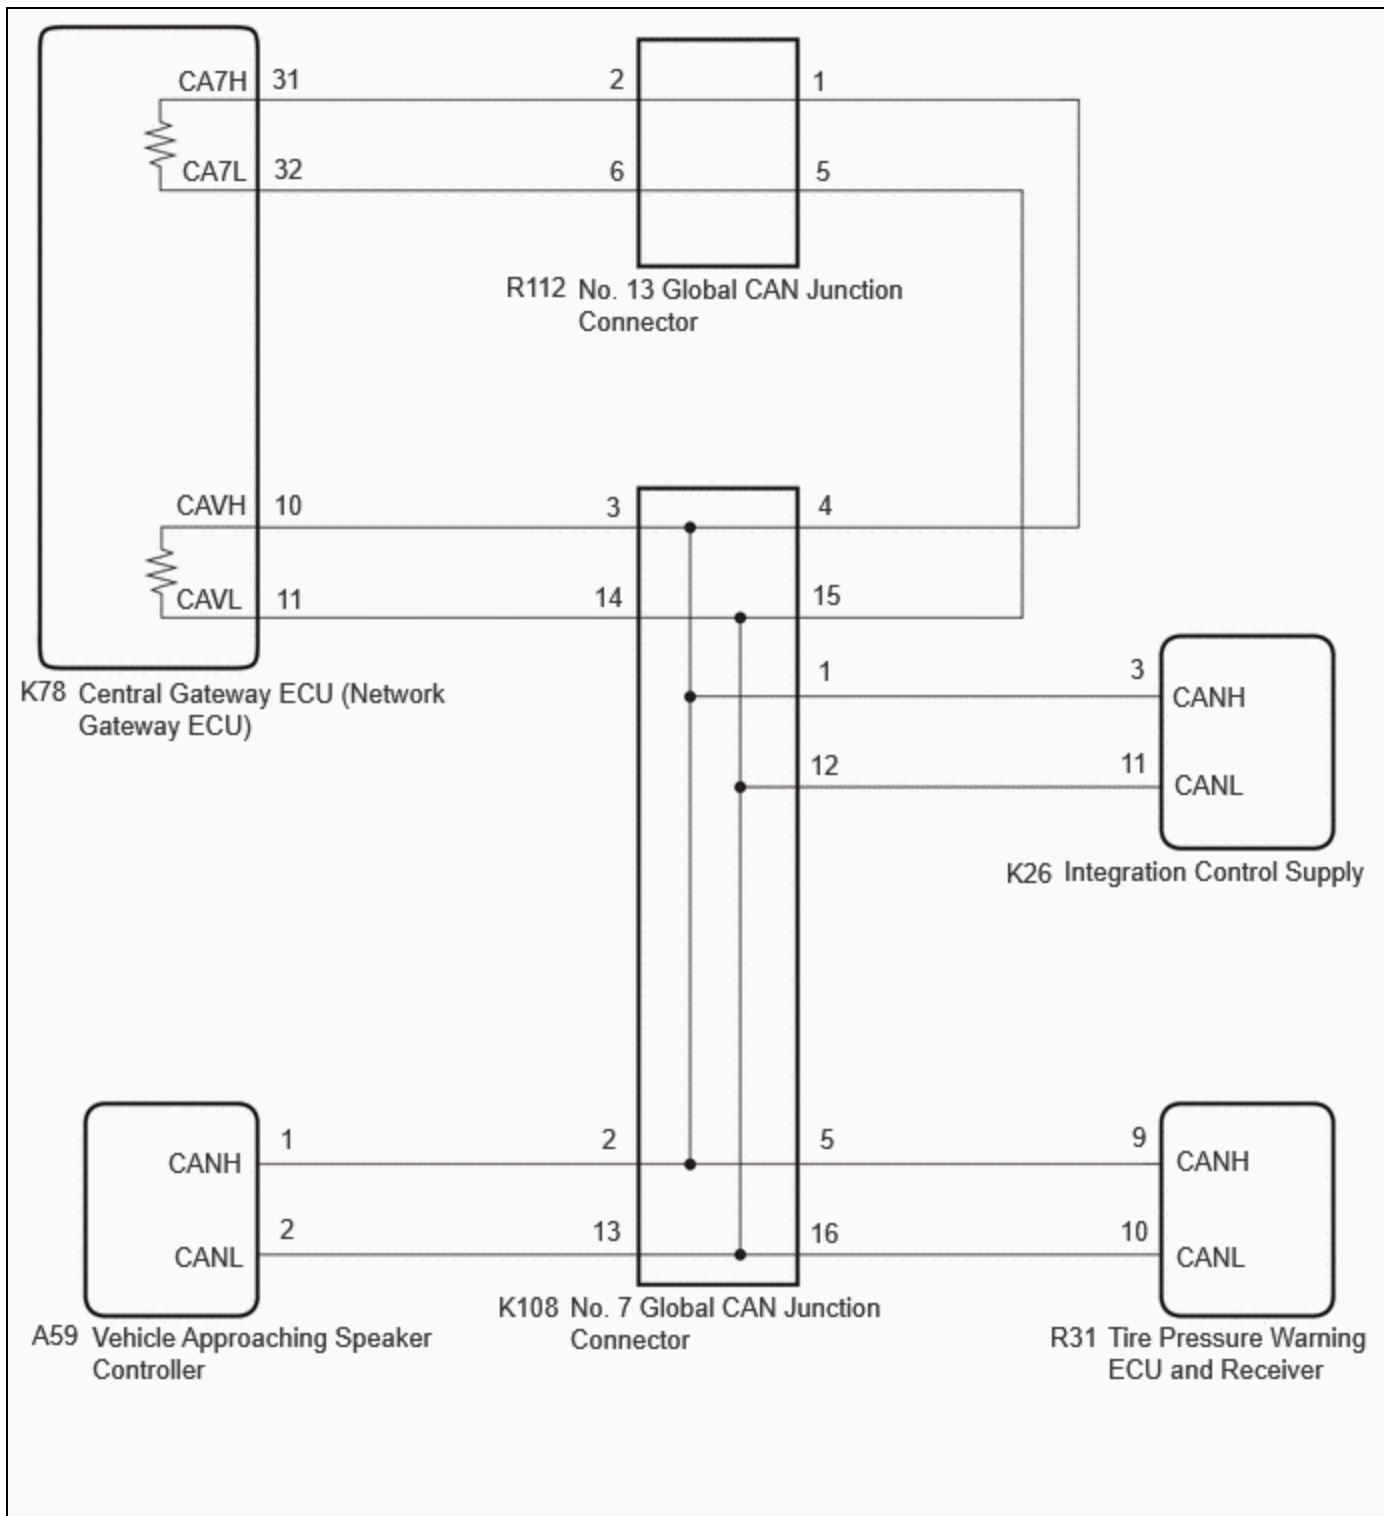 CA7H 31 2 1
CA7L 32 6 5
R112 No. 13 Global CAN Junction
Connector
CAVH 10 3 4
CAVL 11 14 15
1 3
CANH
K78 Central Gateway ECU (Network
Gateway ECU)
12 11
CANL
K26 Integration Control Supply
1 2 5 9
CANH CANH
2 13 16 10
CANL CANL
K108 No. 7 Global CAN Junction
Connector
A59 Vehicle Approaching Speaker
Controller
R31 Tire Pressure Warning
ECU and Receiver